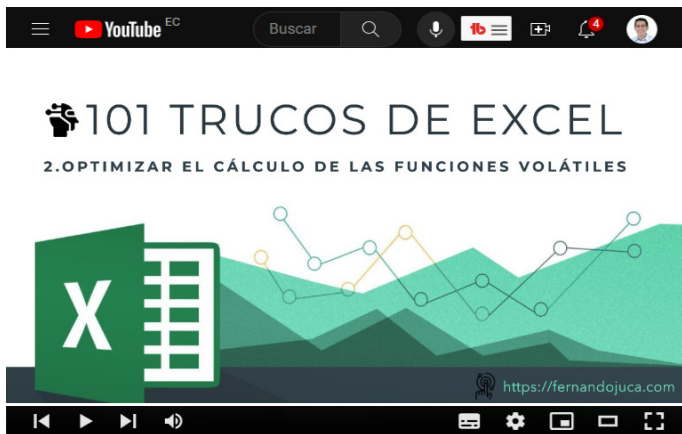 YouTube EC
Buscar
tb
4
101 TRUCOS DE EXCEL
2.OPTIMIZAR EL CÁLCULO DE LAS FUNCIONES VOLÁTILES
X
https://fernandojuca.com